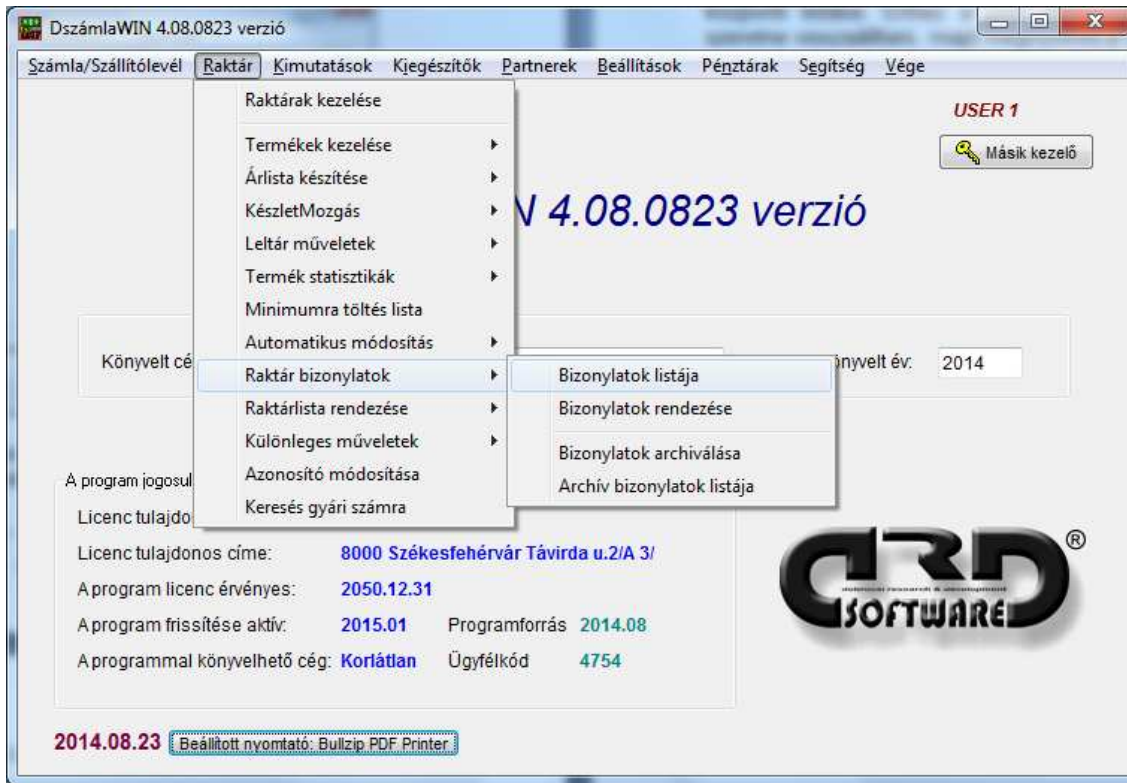 DszámlaWIN 4.08.0823 verzió
Számla/Szállítólevél Raktár Kimutatások Kiegészítők Partnerek Beállítások Pénztárak Segítség Vége
Raktárak kezelése
USER 1
Termékek kezelése
Másik kezelő
Árlista készítése
KészletMozgás
N 4.08.0823 verzió
Leltár műveletek
Termék statisztikák
Minimumra töltés lista
Automatikus módosítás
Könyvelt cé
Raktár bizonylatok
Bizonylatok listája
önyvelt év: 2014
Raktárlista rendezése
Bizonylatok rendezése
Különleges műveletek
Bizonylatok archiválása
Azonosító módosítása
Archív bizonylatok listája
A program jogosul
Keresés gyári számra
Licenc tulajdo
Licenc tulajdonos címe: 8000 Székesfehérvár Távirda u.2/A 3/
A program licenc érvényes: 2050.12.31
A program frissítése aktív: 2015.01 Programforrás 2014.08
A programmal könyvelhető cég: Korlátlan Ügyfélkód 4754
DRD ®
SOFTWARE
2014.08.23 Beállított nyomtató: Bullzip PDF Printer